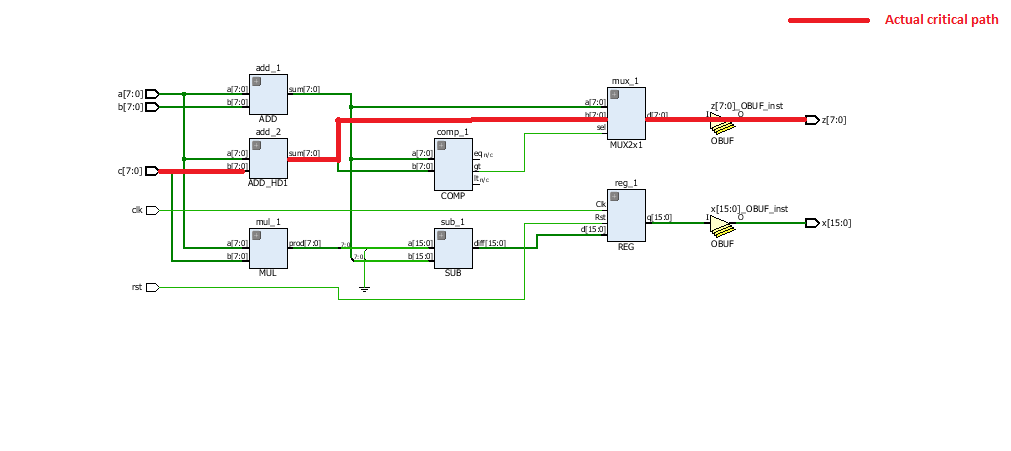 Actual critical path
add_1
a[7:0]
b[7:0]
a[7:0]
b[7:0]
sum[7:0]
ADD
add_2
a[7:0]
b[7:0]
sum[7:0]
ADD_HD1
c[7:0]
comp_1
a[7:0]
b[7:0]
eq n/c
gt
lt n/c
COMP
mux_1
a[7:0]
b[7:0]
sel
d[7:0]
MUX2x1
z[7:0]_OBUF_inst
I
O
OBUF
z[7:0]
clk
mul_1
a[7:0]
b[7:0]
prod[7:0]
MUL
7:0
7:0
sub_1
a[15:0]
b[15:0]
diff[15:0]
SUB
reg_1
Clk
Rst
d[15:0]
q[15:0]
REG
x[15:0]_OBUF_inst
I
O
OBUF
x[15:0]
rst